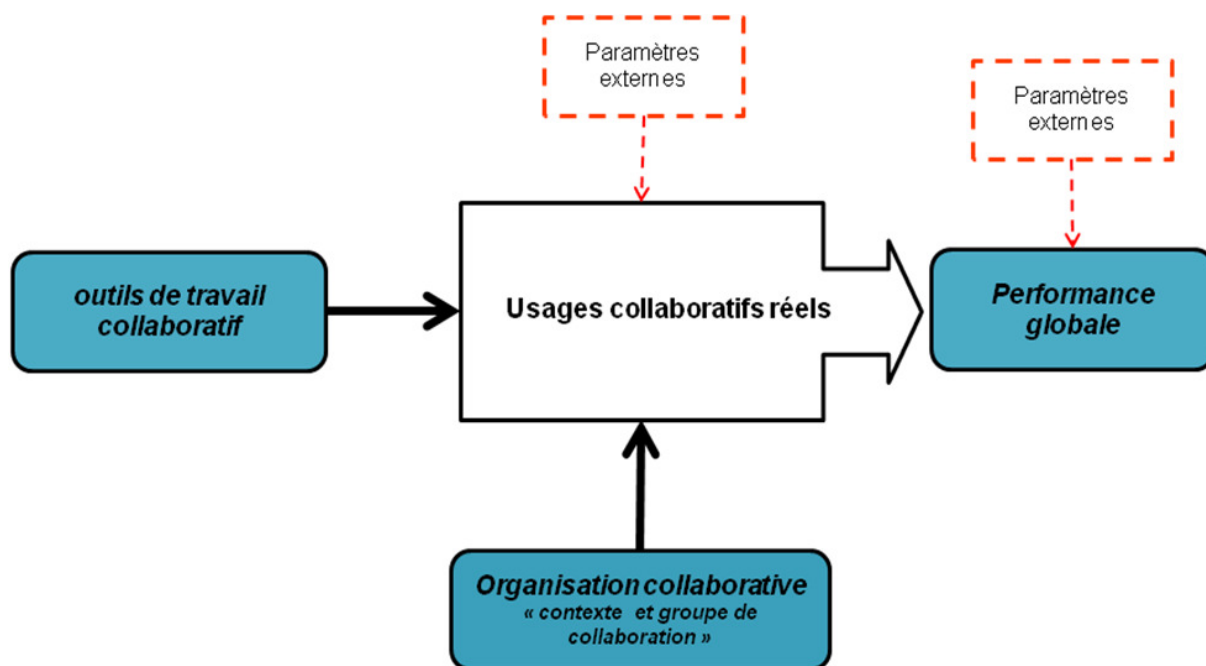 Paramètres
externes
Paramètres
externes
outils de travail
collaboratif
Usages collaboratifs réels
Performance
globale
Organisation collaborative
« contexte et groupe de
collaboration »